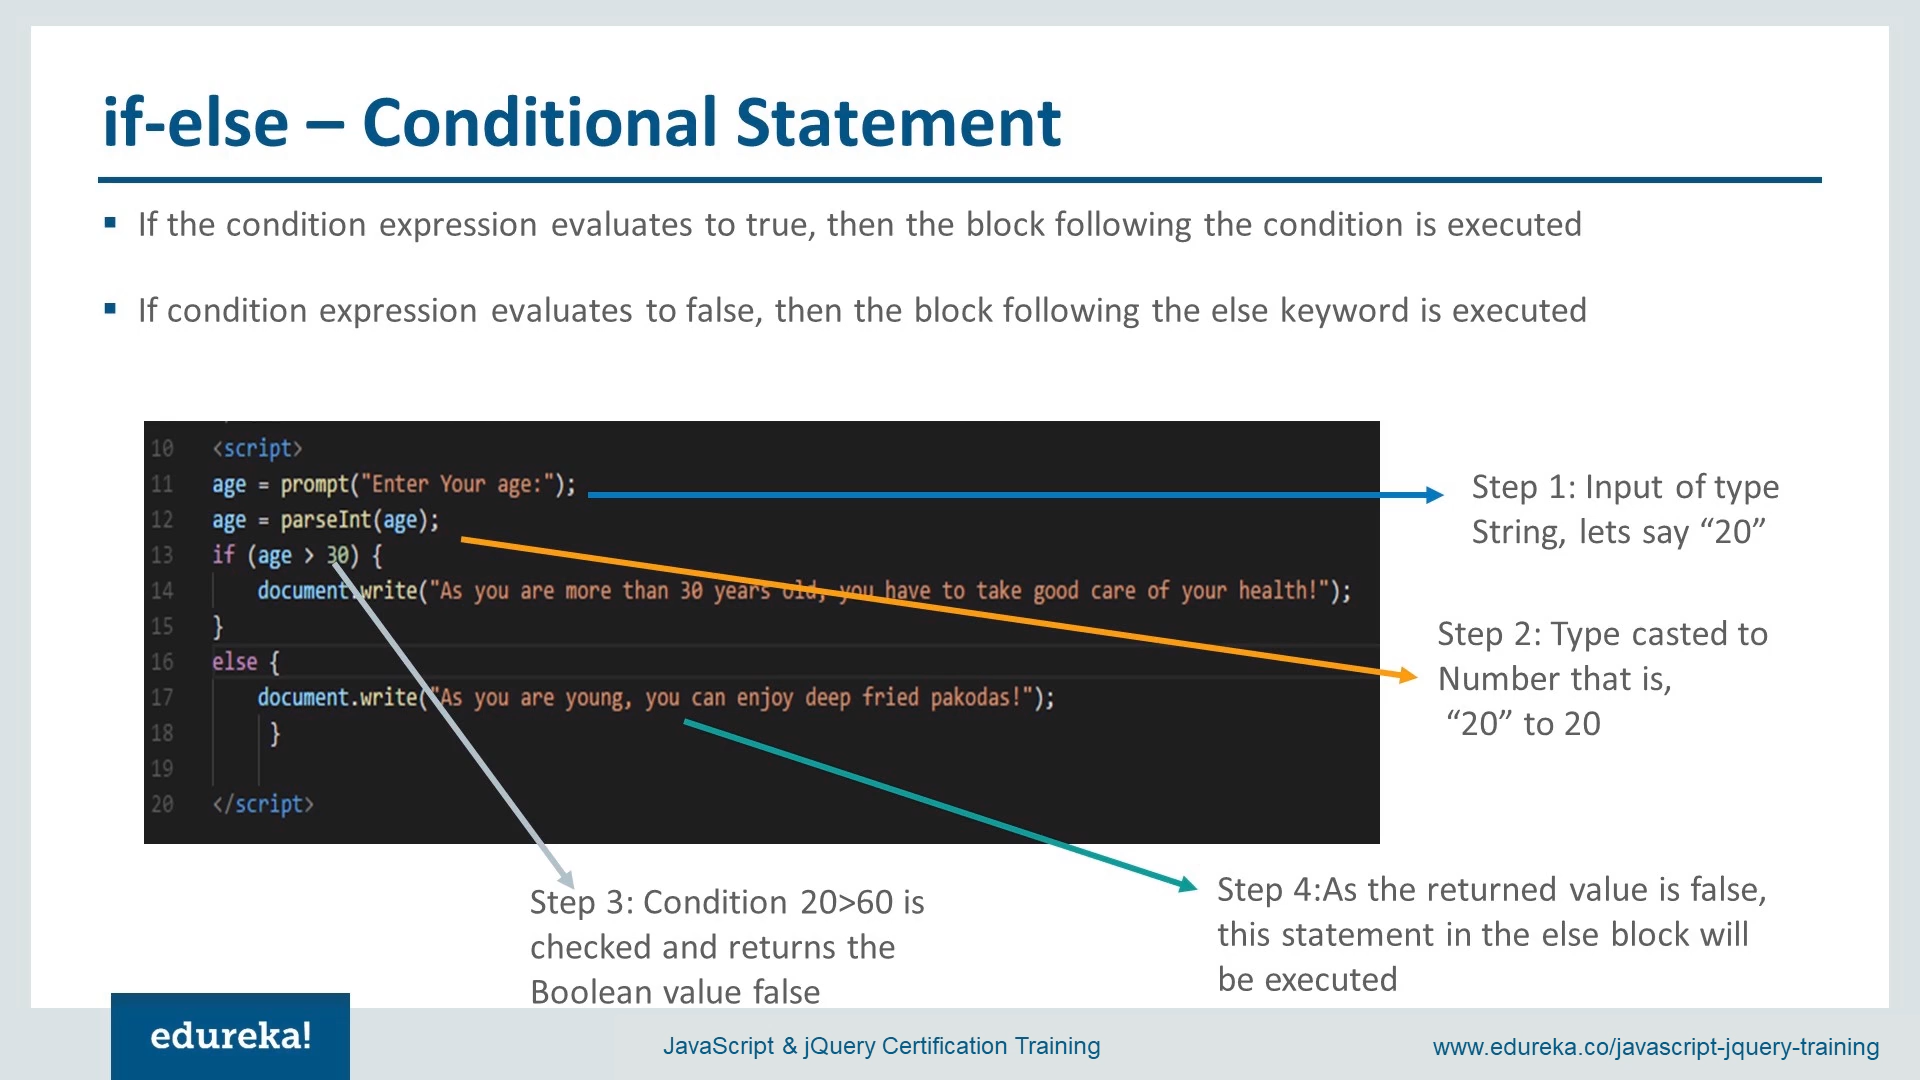 if-else – Conditional Statement
▪ If the condition expression evaluates to true, then the block following the condition is executed
▪ If condition expression evaluates to false, then the block following the else keyword is executed
10 <script>
11 age = prompt("Enter Your age:");
12 age = parseInt(age);
13 if (age > 30) {
14 document.write("As you are more than 30 years old, you have to take good care of your health!");
15 }
16 else {
17 document.write("As you are young, you can enjoy deep fried pakodas!");
18 }
19
20 </script>
Step 1: Input of type
String, lets say “20”
Step 2: Type casted to
Number that is,
“20” to 20
Step 3: Condition 20>60 is
checked and returns the
Boolean value false
Step 4:As the returned value is false,
this statement in the else block will
be executed
edureka!
JavaScript & jQuery Certification Training
www.edureka.co/javascript-jquery-training